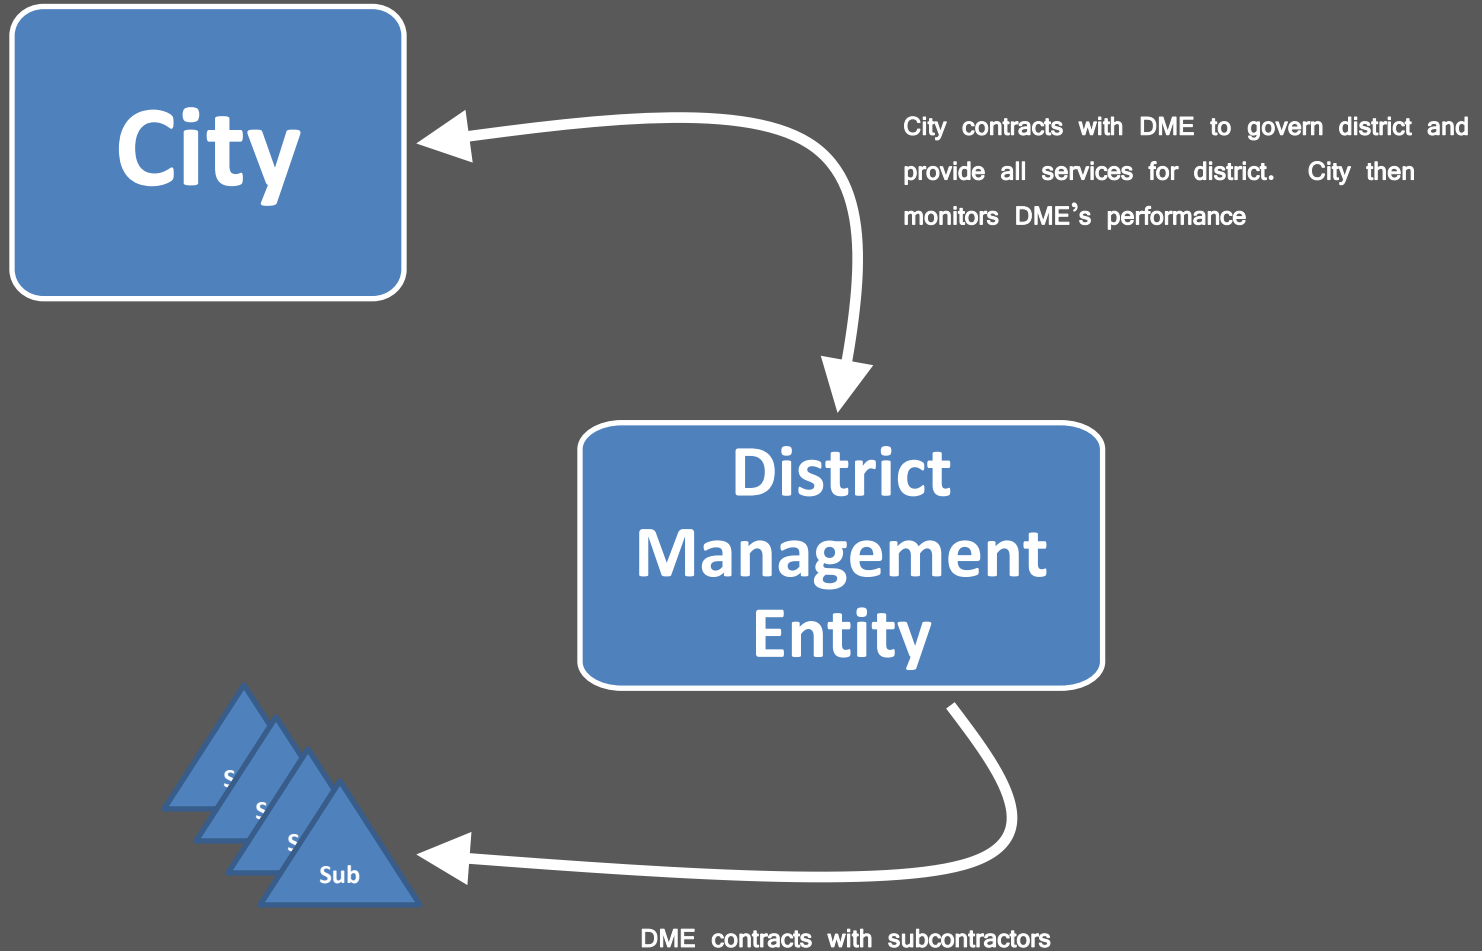 City
City contracts with DME to govern district and
provide all services for district. City then
monitors DME’s performance
District
Management
Entity
S
S
S
Sub
DME contracts with subcontractors